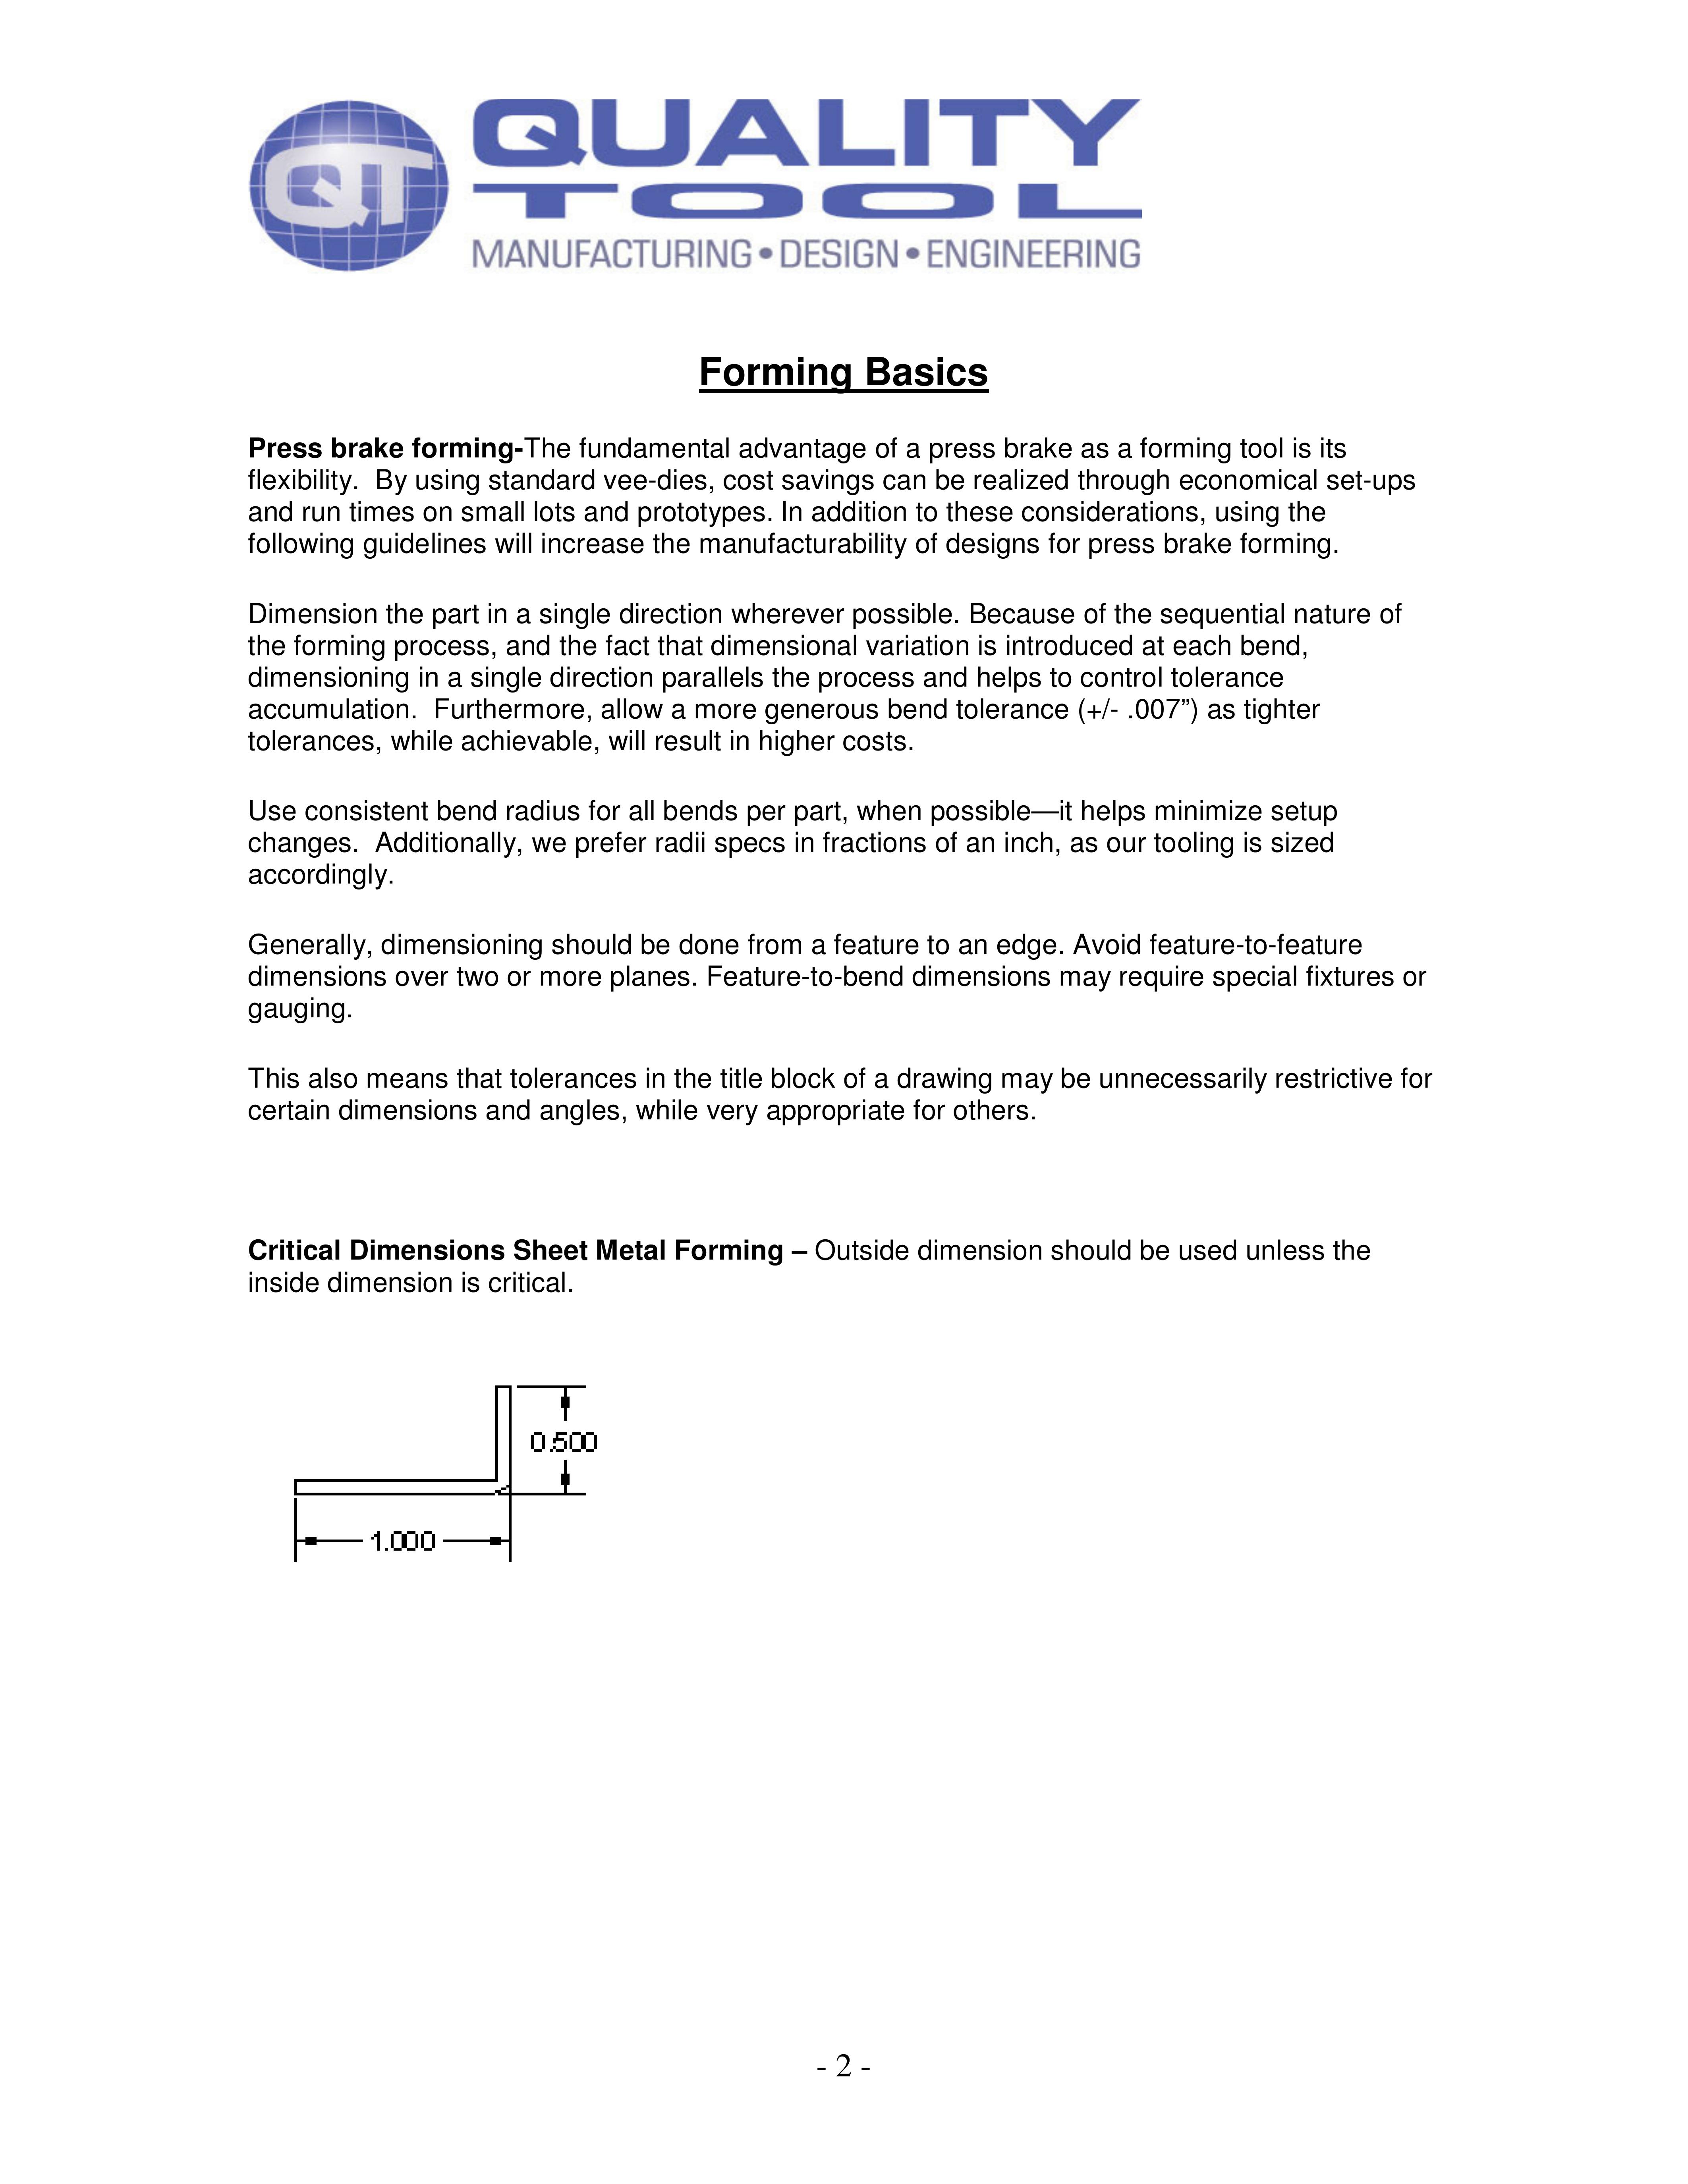 QT
QUALITY
TOOL
MANUFACTURING • DESIGN • ENGINEERING
Forming Basics
Press brake forming-The fundamental advantage of a press brake as a forming tool is its
flexibility.  By using standard vee-dies, cost savings can be realized through economical set-ups
and run times on small lots and prototypes. In addition to these considerations, using the
following guidelines will increase the manufacturability of designs for press brake forming.
Dimension the part in a single direction wherever possible. Because of the sequential nature of
the forming process, and the fact that dimensional variation is introduced at each bend,
dimensioning in a single direction parallels the process and helps to control tolerance
accumulation.  Furthermore, allow a more generous bend tolerance (+/- .007”) as tighter
tolerances, while achievable, will result in higher costs.
Use consistent bend radius for all bends per part, when possible—it helps minimize setup
changes.  Additionally, we prefer radii specs in fractions of an inch, as our tooling is sized
accordingly.
Generally, dimensioning should be done from a feature to an edge. Avoid feature-to-feature
dimensions over two or more planes. Feature-to-bend dimensions may require special fixtures or
gauging.
This also means that tolerances in the title block of a drawing may be unnecessarily restrictive for
certain dimensions and angles, while very appropriate for others.
Critical Dimensions Sheet Metal Forming – Outside dimension should be used unless the
inside dimension is critical.
0.500
1.000
- 2 -